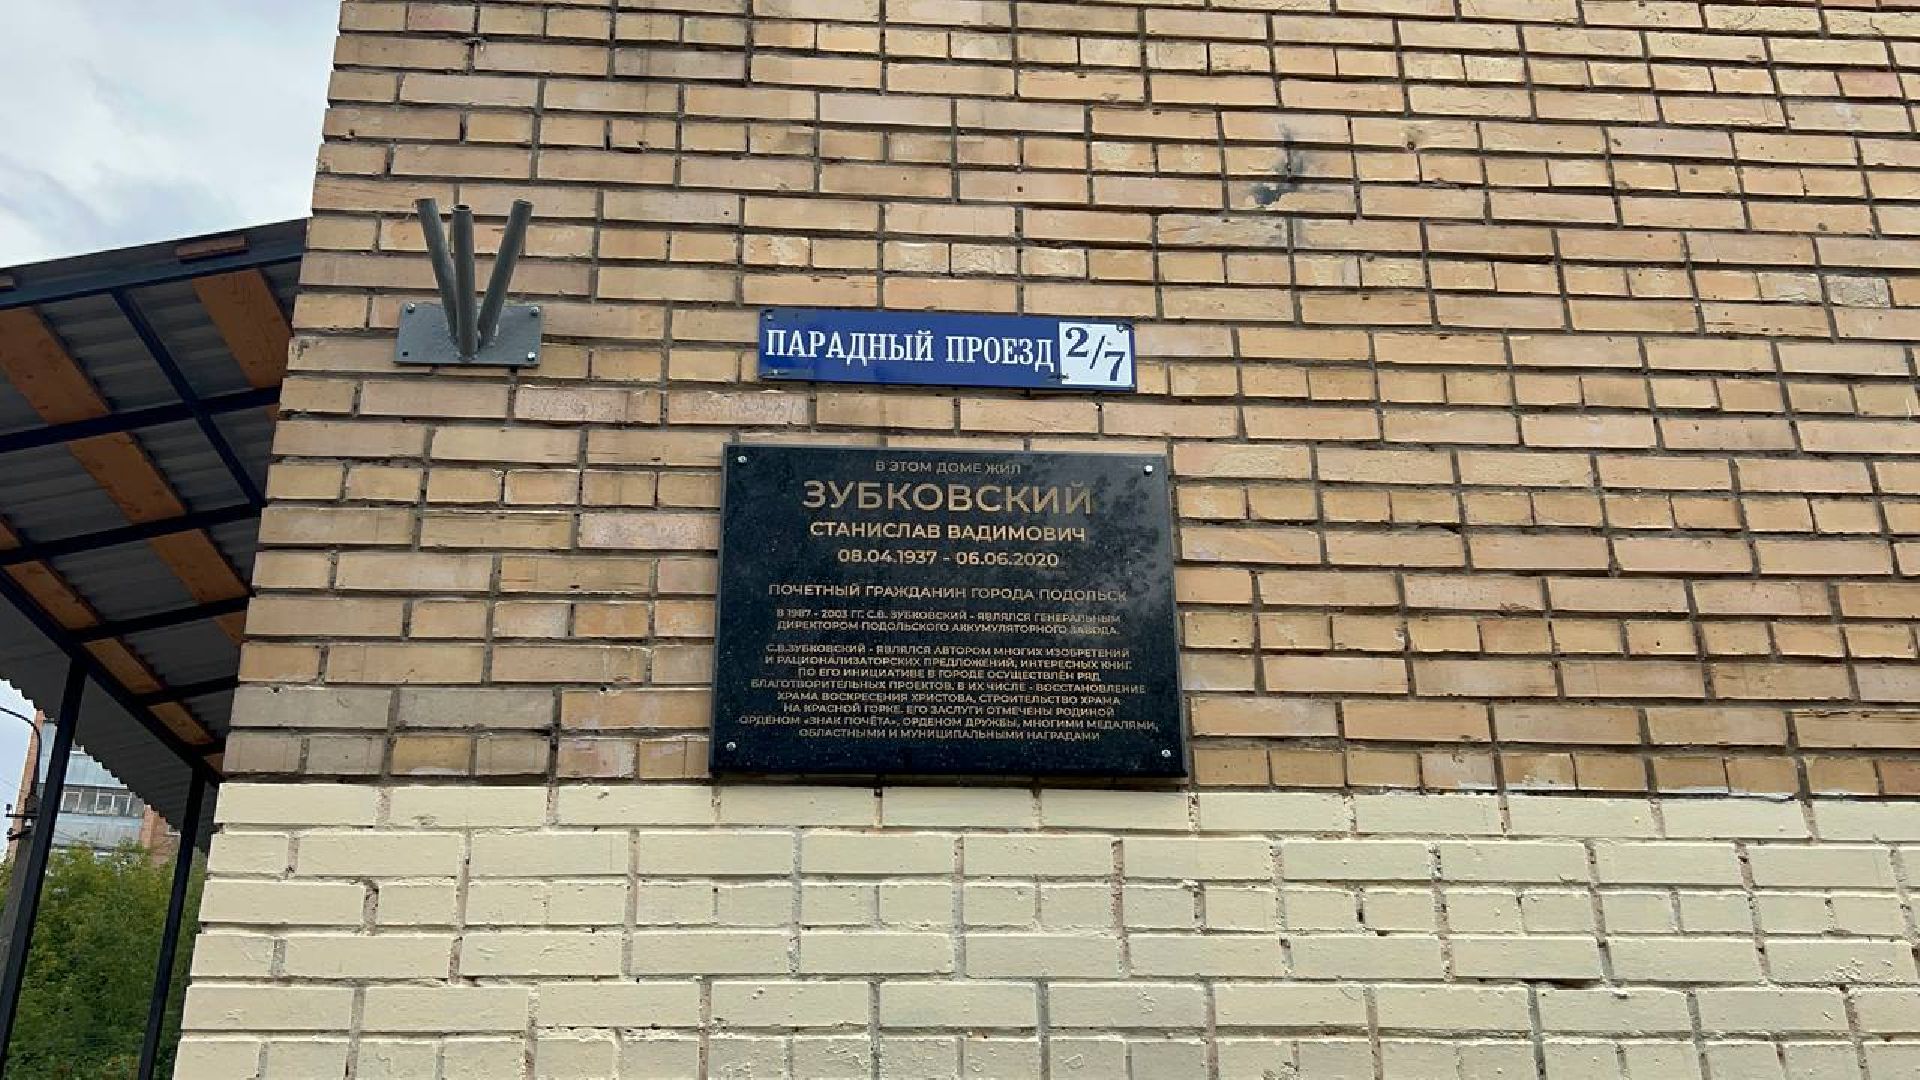 ПАРАДНЫЙ ПРОЕЗД 2/7
В ЭТОМ ДОМЕ ЖИЛ
ЗУБКОВСКИЙ
СТАНИСЛАВ ВАДИМОВИЧ
08.04.1937 - 06.06.2020
ПОЧЕТНЫЙ ГРАЖДАНИН ГОРОДА ПОДОЛЬСК
В 1987 - 2003 ГГ. С.В. ЗУБКОВСКИЙ - ЯВЛЯЛСЯ ГЕНЕРАЛЬНЫМ
ДИРЕКТОРОМ ПОДОЛЬСКОГО АККУМУЛЯТОРНОГО ЗАВОДА.
С.В.ЗУБКОВСКИЙ - ЯВЛЯЛСЯ АВТОРОМ МНОГИХ ИЗОБРЕТЕНИЙ
И РАЦИОНАЛИЗАТОРСКИХ ПРЕДЛОЖЕНИЙ, ИНТЕРЕСНЫХ КНИГ.
ПО ЕГО ИНИЦИАТИВЕ В ГОРОДЕ ОСУЩЕСТВЛЁН РЯД
БЛАГОТВОРИТЕЛЬНЫХ ПРОЕКТОВ. В ИХ ЧИСЛЕ - ВОССТАНОВЛЕНИЕ
ХРАМА ВОСКРЕСЕНИЯ ХРИСТОВА, СТРОИТЕЛЬСТВО ХРАМА
НА КРАСНОЙ ГОРКЕ. ЕГО ЗАСЛУГИ ОТМЕЧЕНЫ РОДИНОЙ
ОРДЕНОМ «ЗНАК ПОЧЁТА», ОРДЕНОМ ДРУЖБЫ, МНОГИМИ МЕДАЛЯМИ,
ОБЛАСТНЫМИ И МУНИЦИПАЛЬНЫМИ НАГРАДАМИ